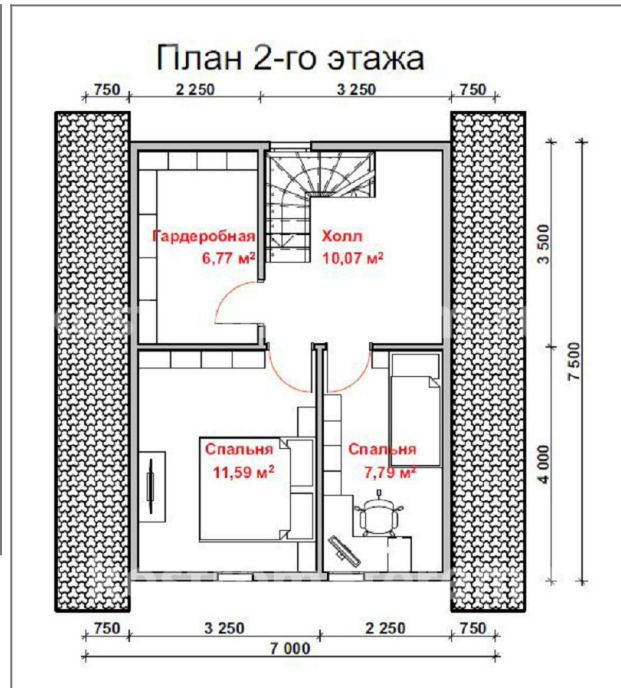 План 2-го этажа
750 2 250 3 250 750
Гардеробная
6,77 м²
Холл
10,07 м²
3 500
7 500
4 000
Спальня
11,59 м²
Спальня
7,79 м²
750 3 250 2 250 750
7 000